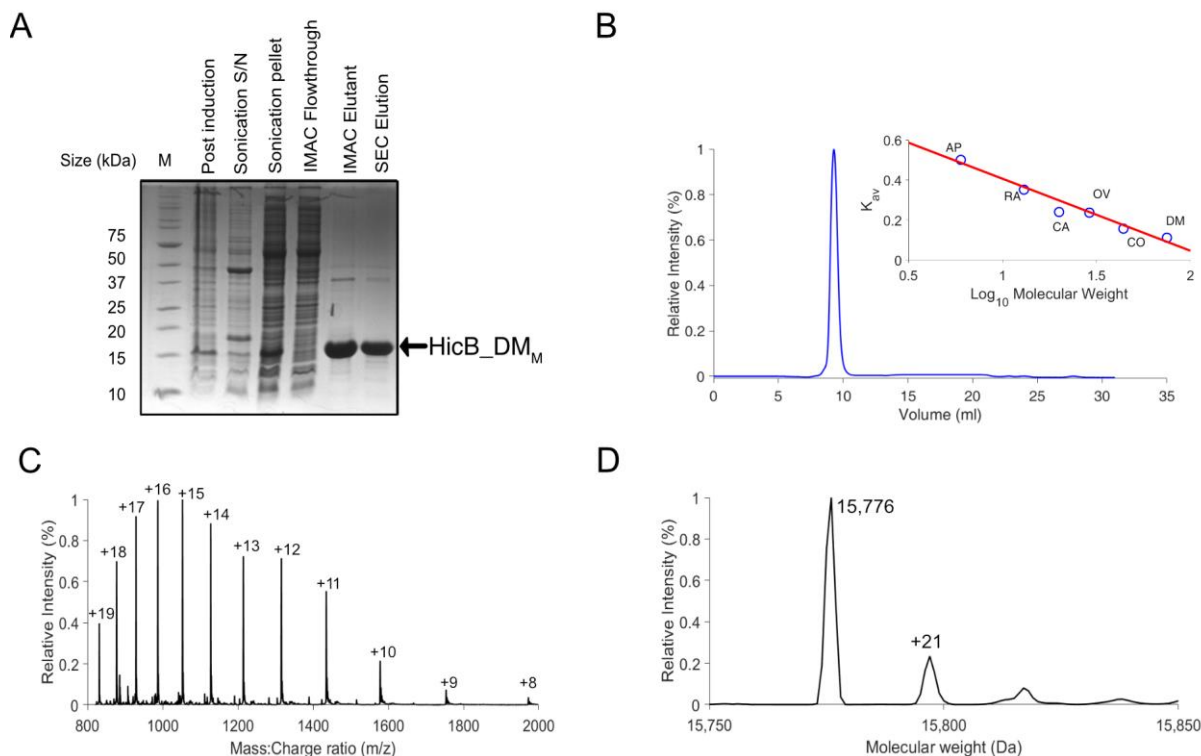 A
Size (kDa)
M
Post induction
Sonication S/N
Sonication pellet
IMAC Flowthrough
IMAC Elutant
SEC Elution
75
50
37
25
20
15
10
HicB_DM_M
B
Relative Intensity (%)
1
0.8
0.6
0.4
0.2
0
0 5 10 15 20 25 30 35
Volume (ml)
K_av
0.6
0.4
0.2
0
AP
RA
CA
OV
CO
DM
0.5 1 1.5 2
Log_10 Molecular Weight
C
Relative Intensity (%)
1
0.8
0.6
0.4
0.2
0
+19
+18
+17
+16
+15
+14
+13
+12
+11
+10
+9
+8
800 1000 1200 1400 1600 1800 2000
Mass:Charge ratio (m/z)
D
Relative Intensity (%)
1
0.8
0.6
0.4
0.2
0
15,776
+21
15,750 15,800 15,850
Molecular weight (Da)